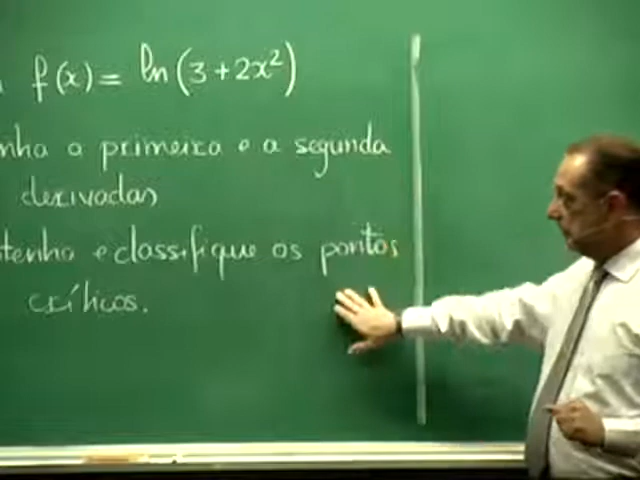 f(x) = ln(3+2x²)
nha a primeira e a segunda
derivadas
tenha e classifique os pontos
críticos.